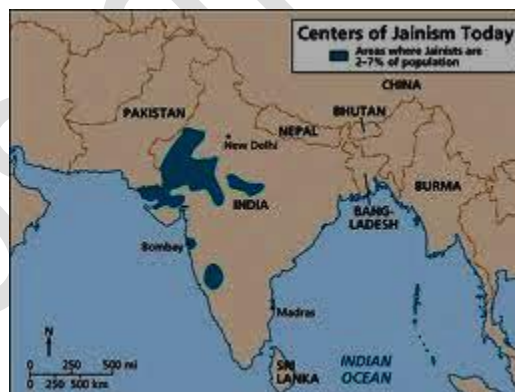 Centers of Jainism Today
Areas where Jainists are
2–7% of population
CHINA
PAKISTAN
BHUTAN
NEPAL
New Delhi
INDIA
BURMA
BANG-
LADESH
Bombay
Madras
N
0 250 500 mi
0 250 500 km
SRI
LANKA
INDIAN
OCEAN